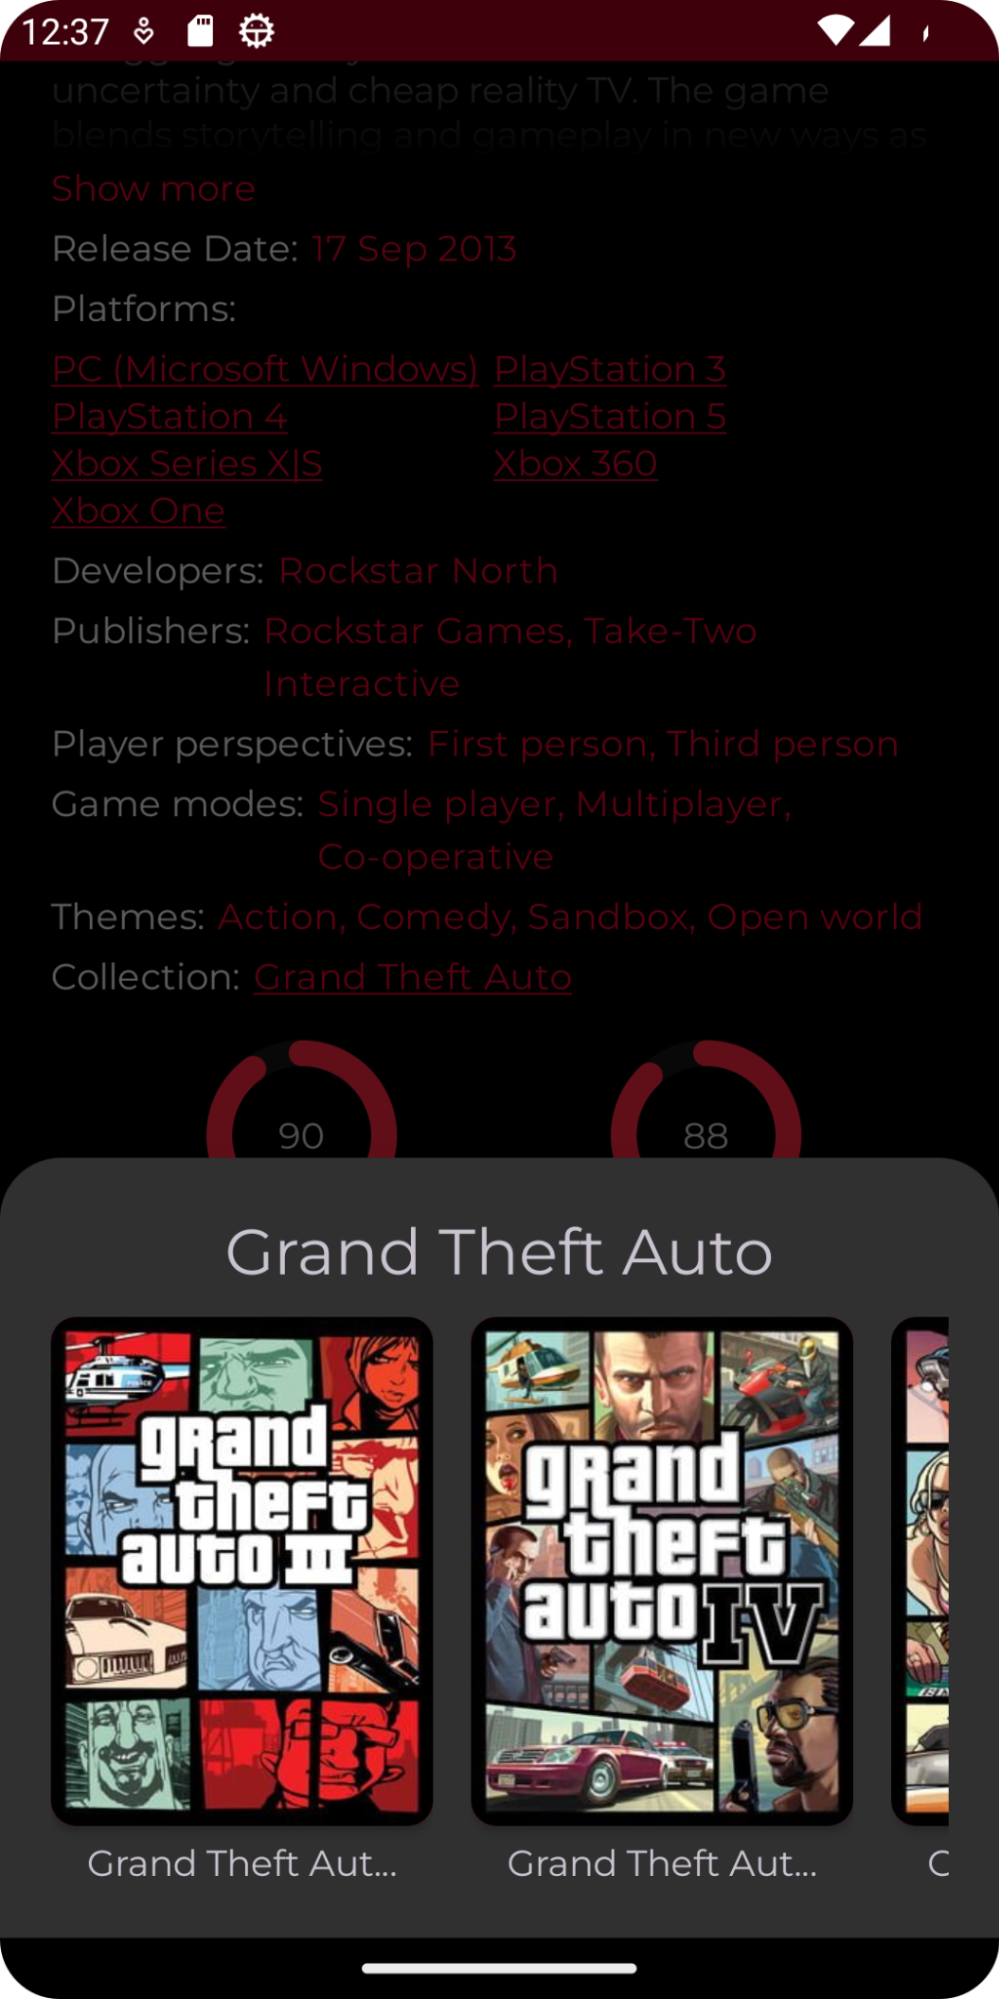 12:37
uncertainty and cheap reality TV. The game
blends storytelling and gameplay in new ways as
Show more
Release Date: 17 Sep 2013
Platforms:
PC (Microsoft Windows) PlayStation 3
PlayStation 4 PlayStation 5
Xbox Series X|S Xbox 360
Xbox One
Developers: Rockstar North
Publishers: Rockstar Games, Take-Two
Interactive
Player perspectives: First person, Third person
Game modes: Single player, Multiplayer,
Co-operative
Themes: Action, Comedy, Sandbox, Open world
Collection: Grand Theft Auto
90 88
Grand Theft Auto
grand
theft
auto III
grand
theft
auto IV
Grand Theft Aut...
Grand Theft Aut...